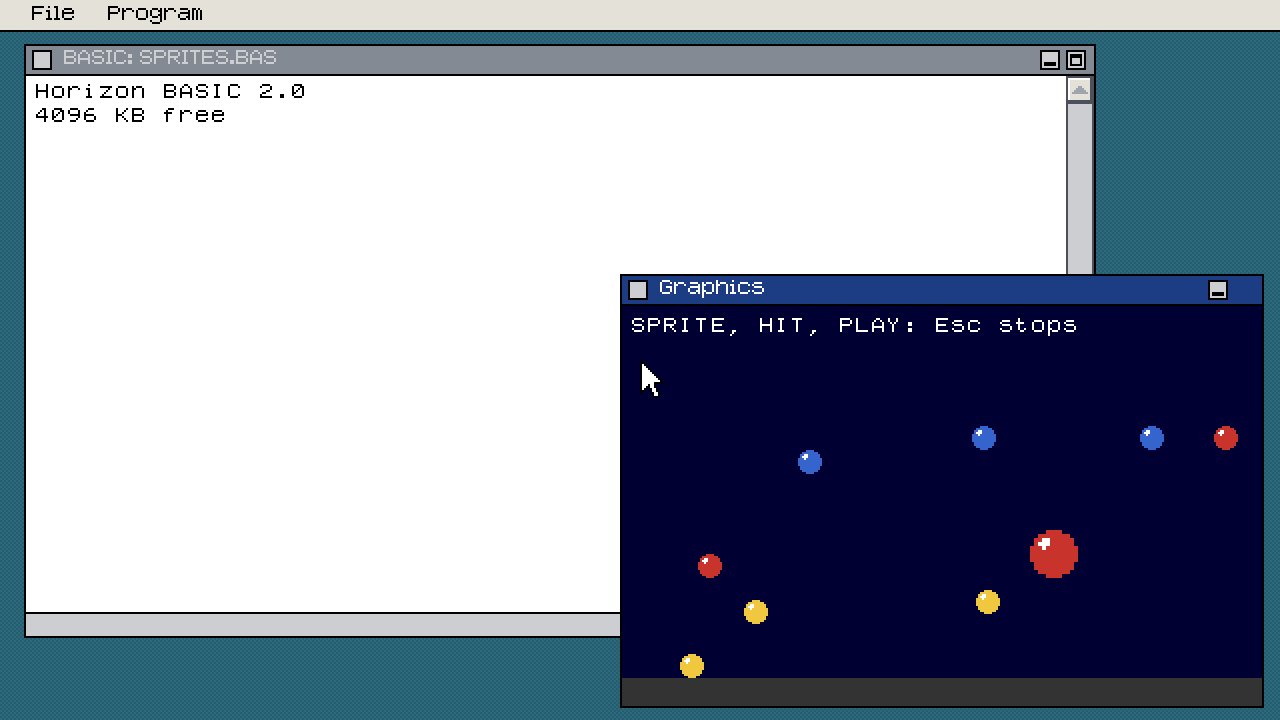 File Program
BASIC: SPRITES.BAS
Horizon BASIC 2.0
4096 KB free
Graphics
SPRITE, HIT, PLAY: Esc stops